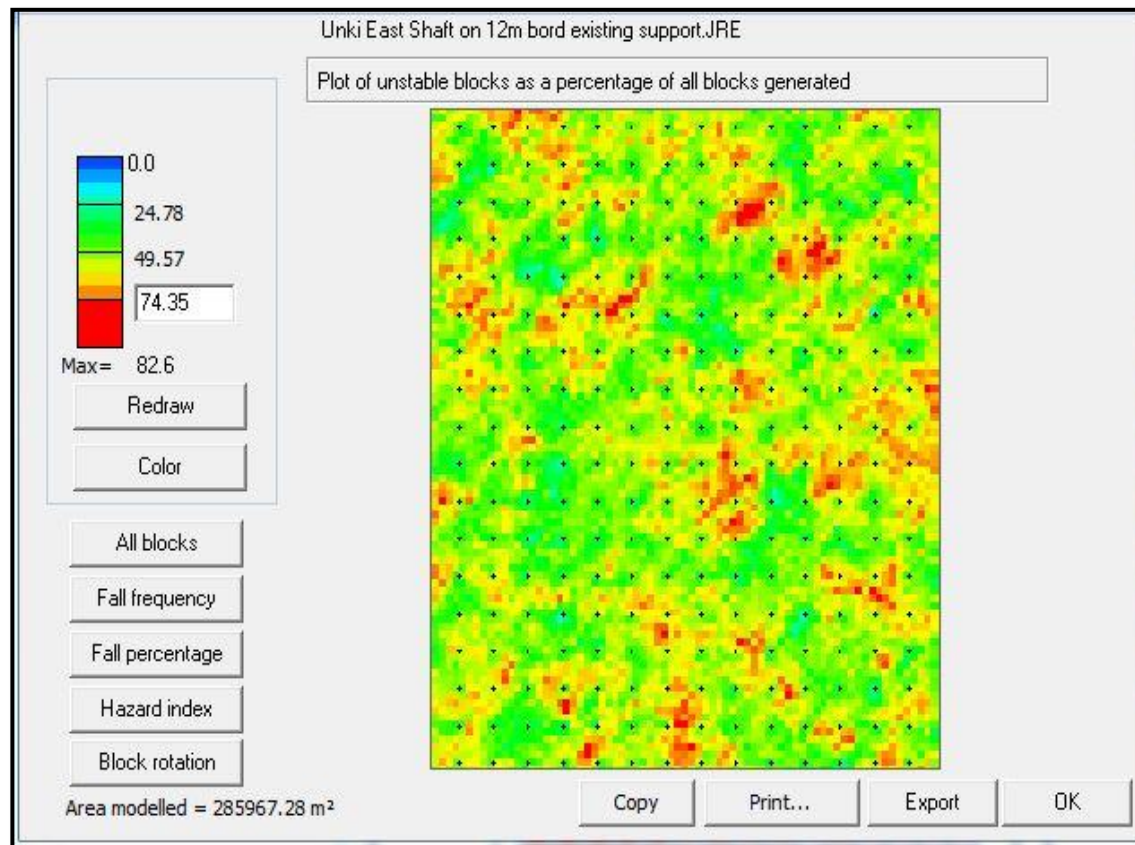 Unki East Shaft on 12m bord existing support.JRE
Plot of unstable blocks as a percentage of all blocks generated
0.0
24.78
49.57
74.35
Max= 82.6
Redraw
Color
All blocks
Fall frequency
Fall percentage
Hazard index
Block rotation
Area modelled = 285967.28 m²
Copy
Print...
Export
OK